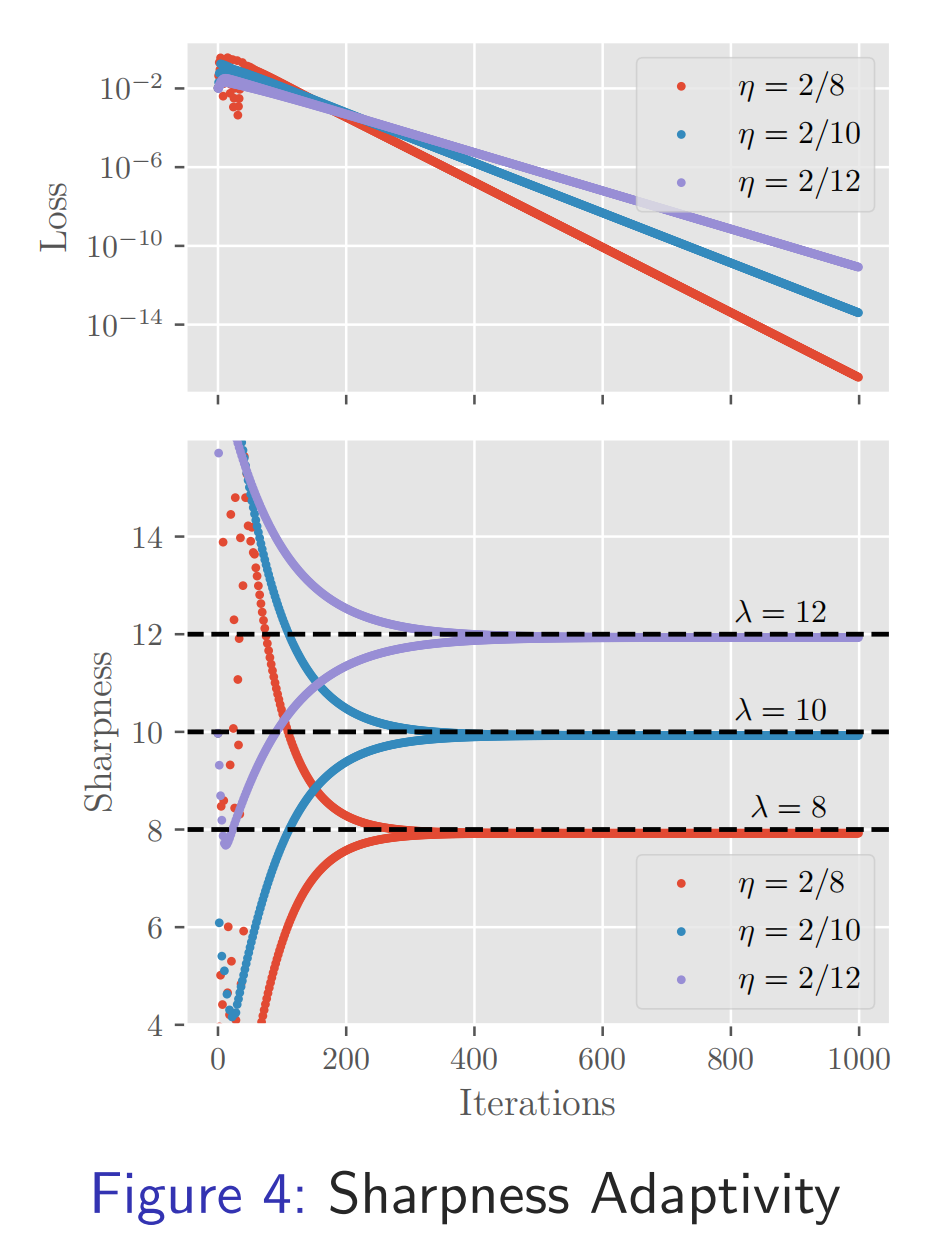 10⁻²
10⁻⁶
10⁻¹⁰
10⁻¹⁴
Loss
η = 2/8
η = 2/10
η = 2/12
14
12
10
8
6
4
Sharpness
λ = 12
λ = 10
λ = 8
η = 2/8
η = 2/10
η = 2/12
0 200 400 600 800 1000
Iterations
Figure 4: Sharpness Adaptivity